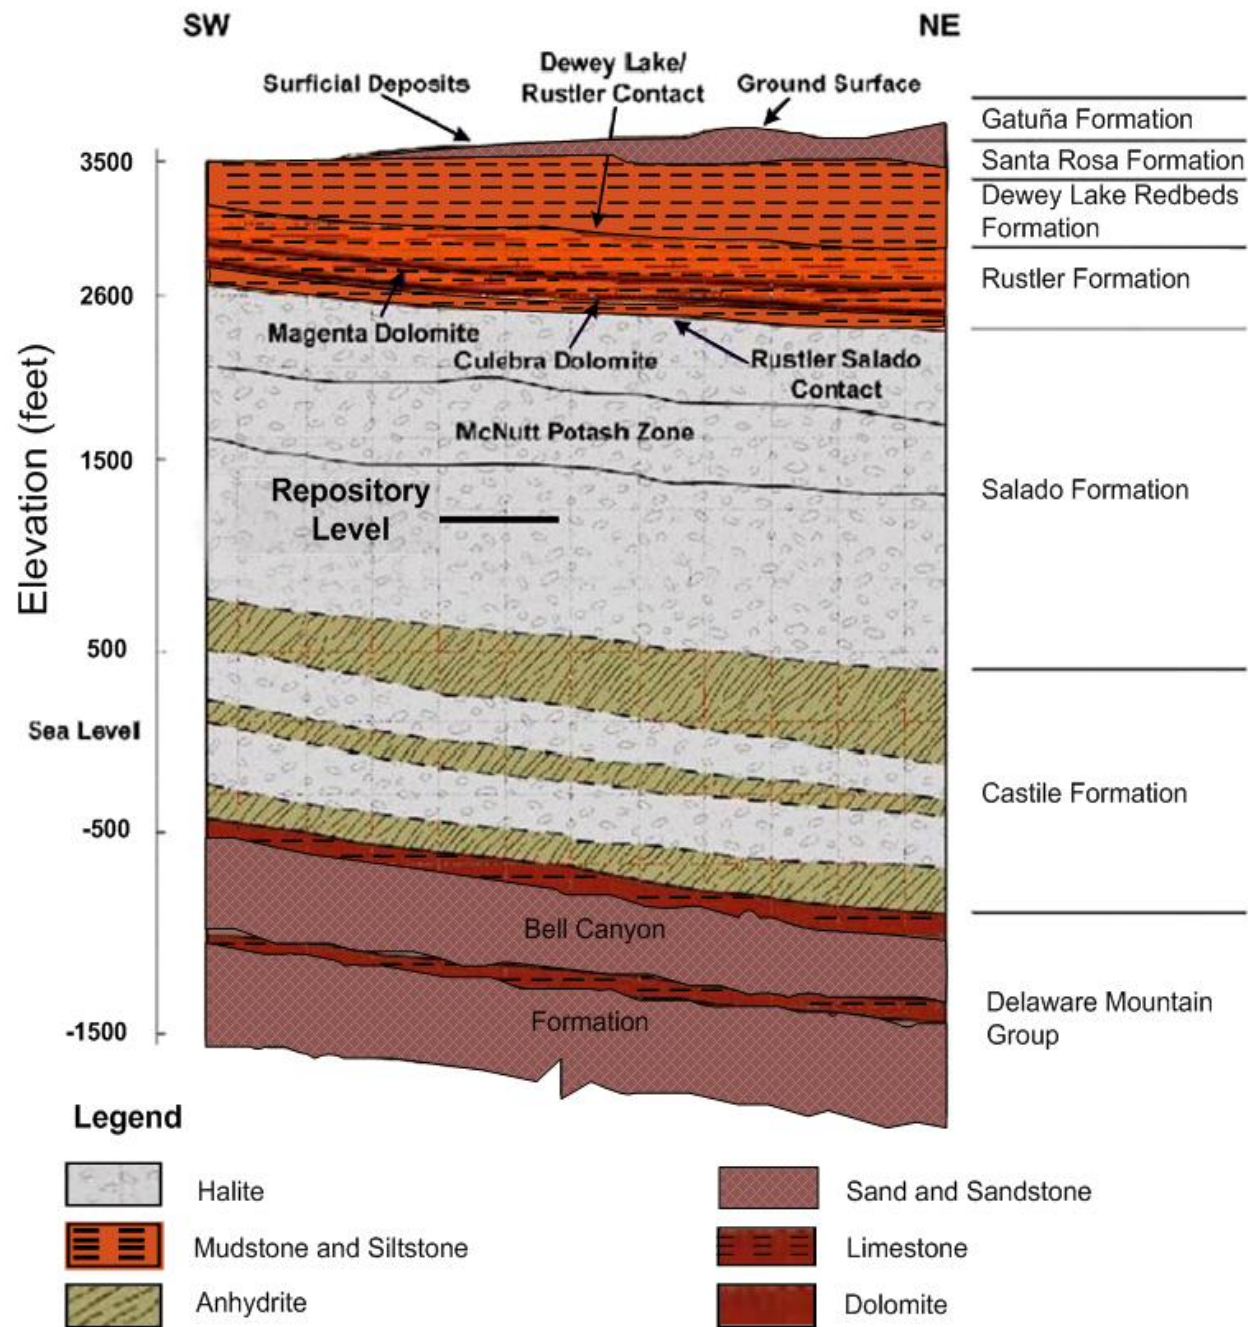 SW
NE
Surficial Deposits
Dewey Lake/
Rustler Contact
Ground Surface
Gatuña Formation
3500
Santa Rosa Formation
Dewey Lake Redbeds
Formation
Rustler Formation
2600
Magenta Dolomite
Culebra Dolomite
Rustler Salado
Contact
Elevation (feet)
McNutt Potash Zone
1500
Repository
Level
Salado Formation
500
Sea Level
Castile Formation
-500
Bell Canyon
Formation
Delaware Mountain
Group
-1500
Legend
Halite
Sand and Sandstone
Mudstone and Siltstone
Limestone
Anhydrite
Dolomite